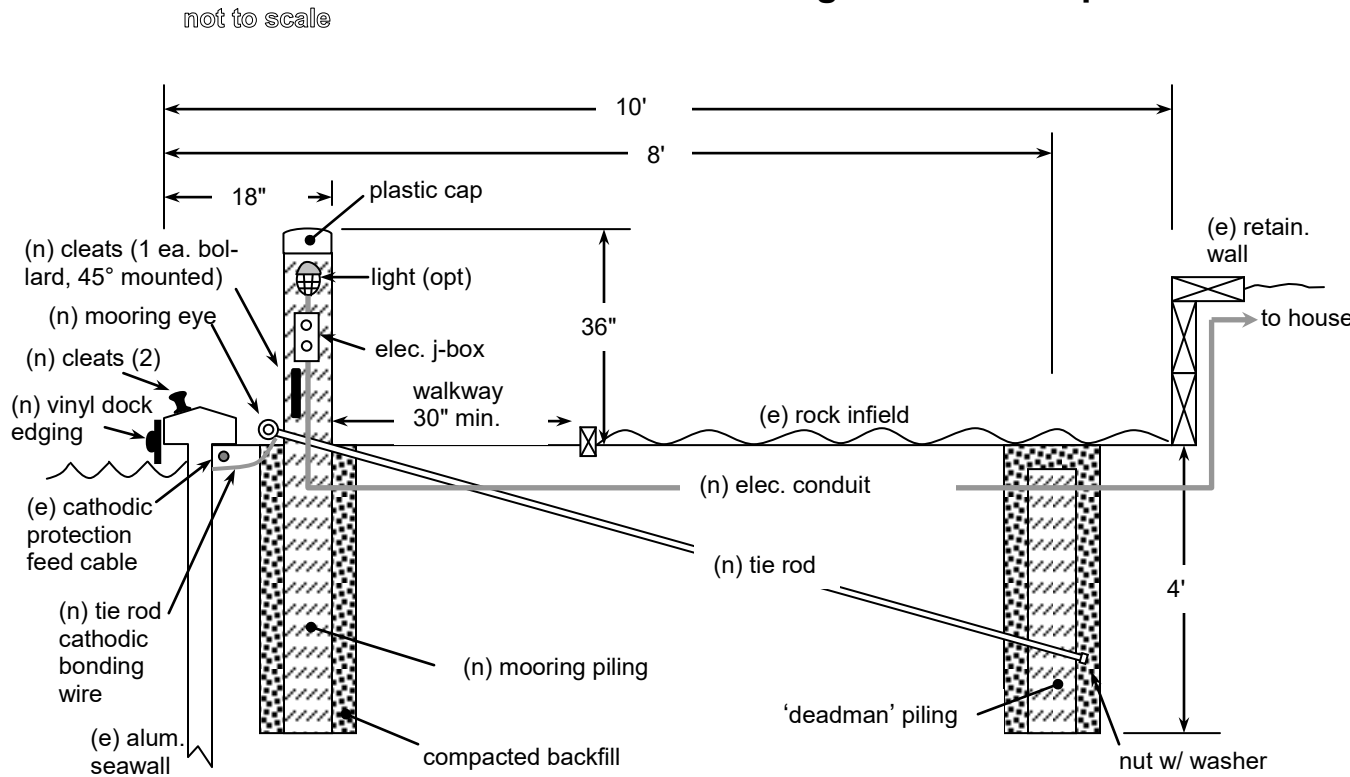 not to scale
10'
8'
18"
plastic cap
(n) cleats (1 ea. bol-
lard, 45° mounted)
light (opt)
(e) retain.
wall
(n) mooring eye
36"
to house
elec. j-box
(n) cleats (2)
walkway
30" min.
(n) vinyl dock
edging
(e) rock infield
(n) elec. conduit
(e) cathodic
protection
feed cable
(n) tie rod
4'
(n) tie rod
cathodic
bonding
wire
(n) mooring piling
'deadman' piling
(e) alum.
seawall
compacted backfill
nut w/ washer